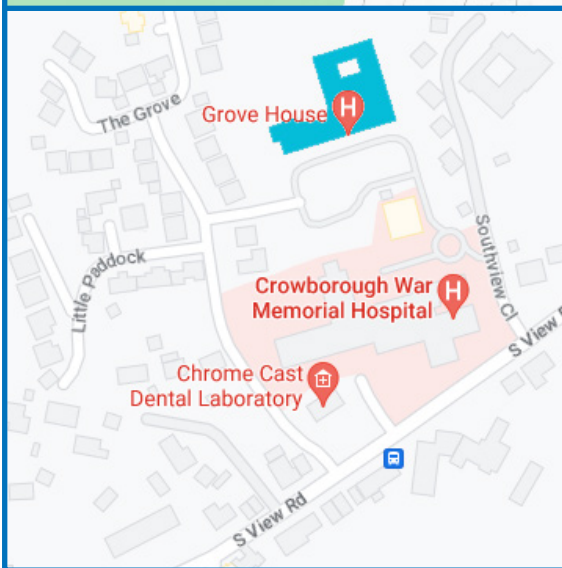 The Grove
Grove House
H
Little Paddock
Southview Cl
Crowborough War
Memorial Hospital
H
S View
Chrome Cast
Dental Laboratory
S View Rd